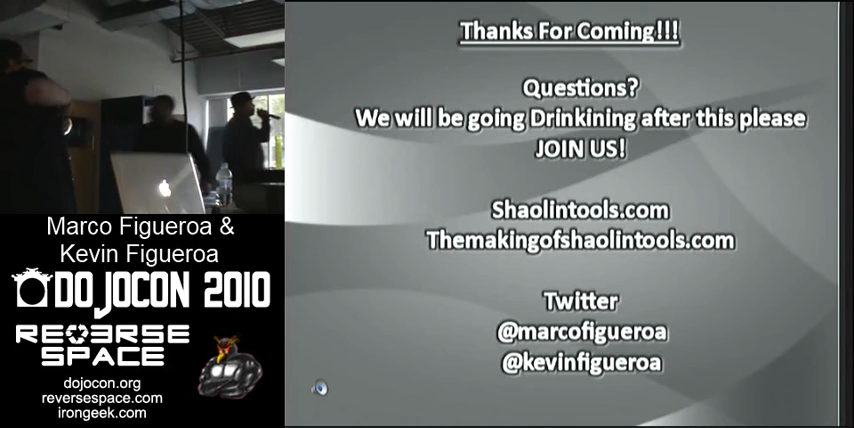 Thanks For Coming!!!
Questions?
We will be going Drinkining after this please
JOIN US!
Shaolintools.com
Themakingofshaolintools.com
Twitter
@marcofigueroa
@kevinfigueroa
Marco Figueroa &
Kevin Figueroa
DOJOCON 2010
REVERSE
SPACE
dojocon.org
reversespace.com
irongeek.com